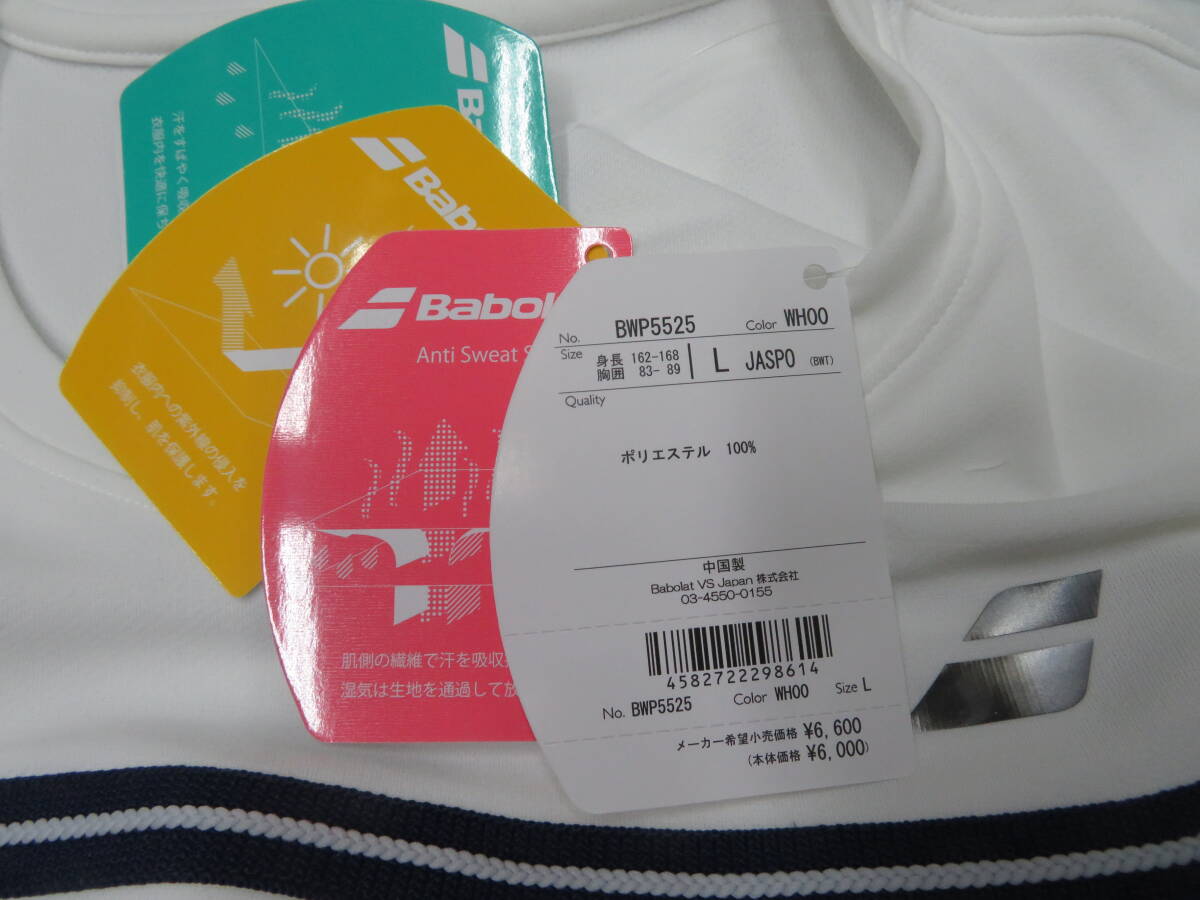 Bab
汗をすばやく吸収
衣服内を快適に保ち
Babo
衣服内への紫外線の侵入を
抑制し、肌を保護します。
Babola
Anti Sweat S
肌側の繊維で汗を吸収
湿気は生地を通過して放
No. BWP5525 Color WH00
Size 身長 162-168 L JASPO (BWT)
胸囲 83- 89
Quality
ポリエステル 100%
中国製
Babolat VS Japan 株式会社
03-4550-0155
4582722298614
No. BWP5525 Color WH00 Size L
メーカー希望小売価格 ¥6,600
(本体価格 ¥6,000)